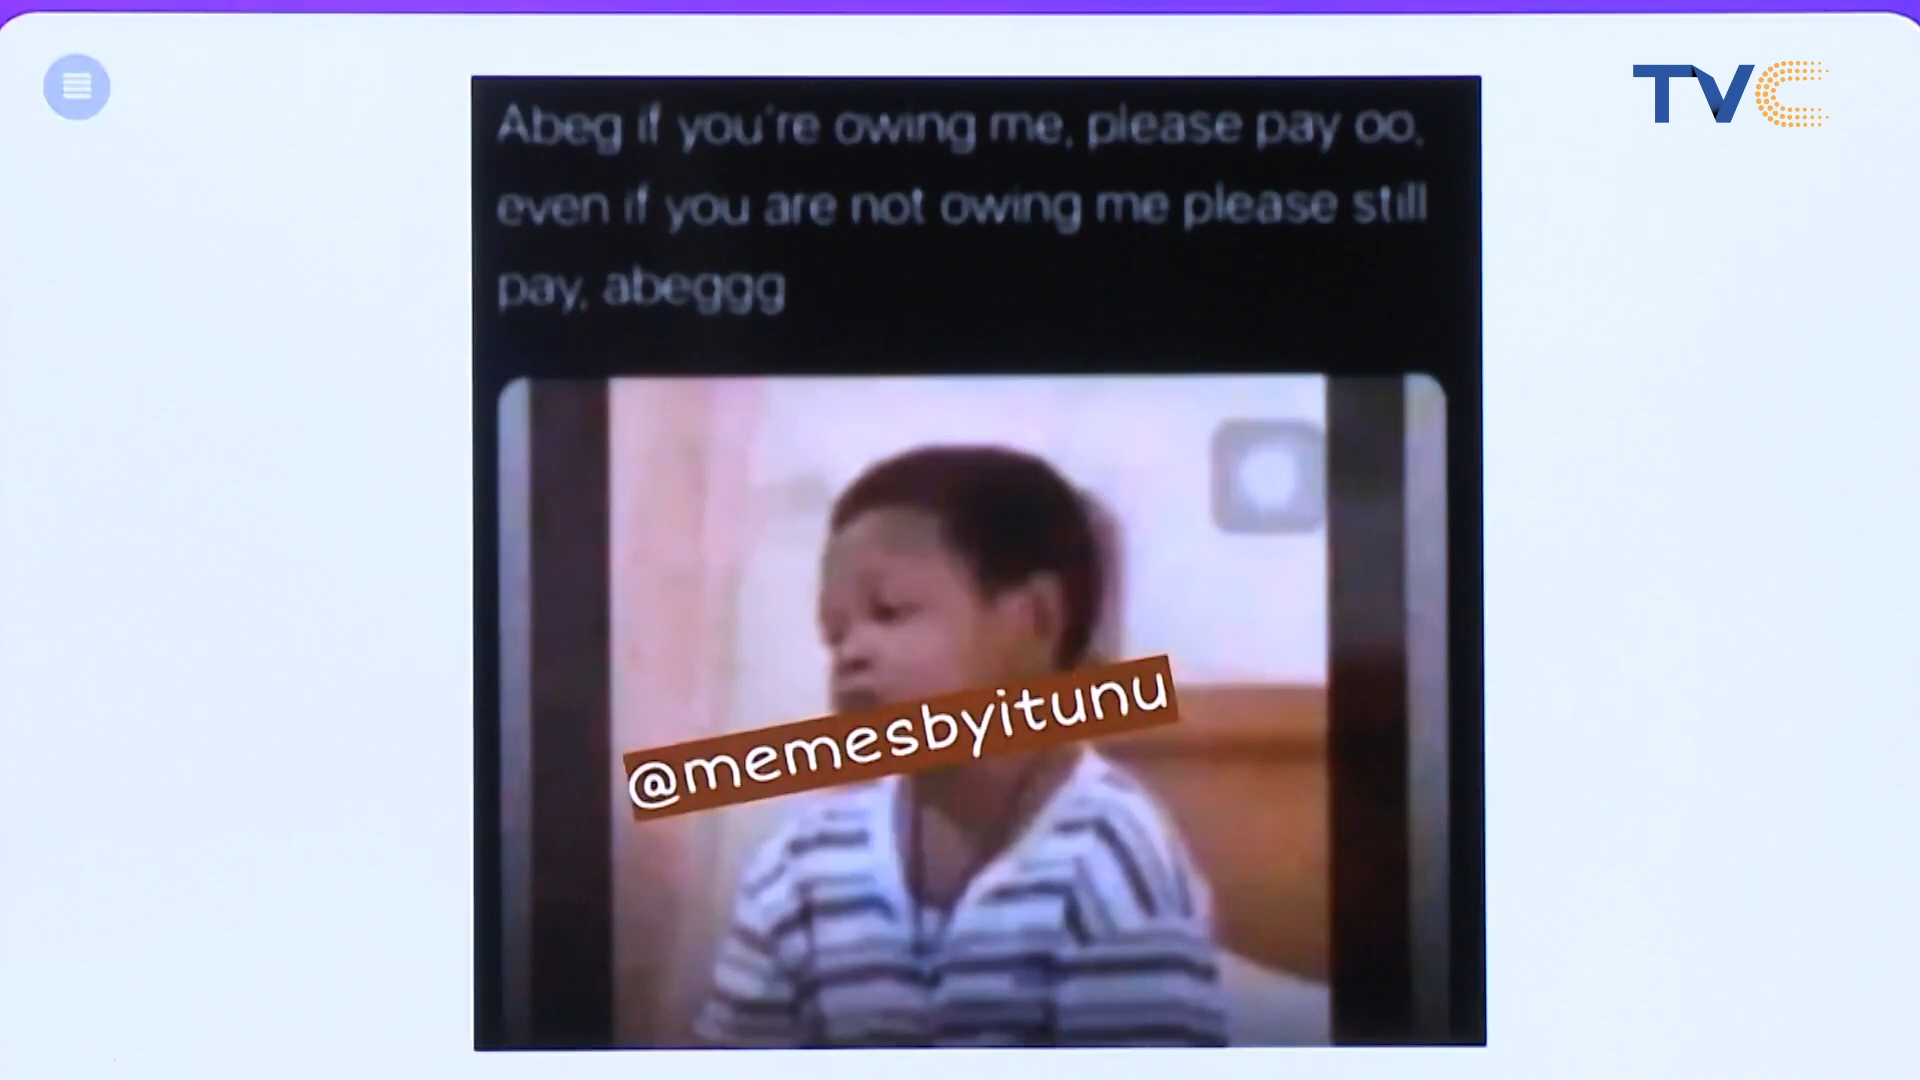 TVC
Abeg if you're owing me, please pay oo,
even if you are not owing me please still
pay, abeggg
@memesbyitunu